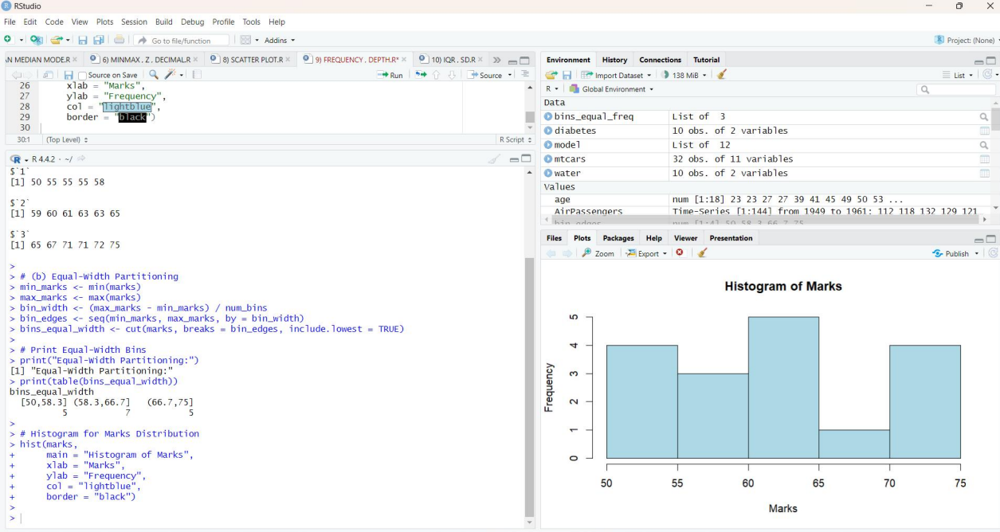 RStudio
File Edit Code View Plots Session Build Debug Profile Tools Help
Go to file/function Addins Project: (None)
AN MEDIAN MODE.R 6) MINMAX , Z , DECIMAL.R 8) SCATTER PLOT.R 9) FREQUENCY , DEPTH.R* 10) IQR , SD.R
Source on Save Run Source
26 xlab = "Marks",
27 ylab = "Frequency",
28 col = "lightblue",
29 border = "black")
30
30:1 (Top Level) R Script
R 4.4.2 · ~/
$`1`
[1] 50 55 55 55 58
$`2`
[1] 59 60 61 63 63 65
$`3`
[1] 65 67 71 71 72 75
>
> # (b) Equal-Width Partitioning
> min_marks <- min(marks)
> max_marks <- max(marks)
> bin_width <- (max_marks - min_marks) / num_bins
> bin_edges <- seq(min_marks, max_marks, by = bin_width)
> bins_equal_width <- cut(marks, breaks = bin_edges, include.lowest = TRUE)
>
> # Print Equal-Width Bins
> print("Equal-Width Partitioning:")
[1] "Equal-Width Partitioning:"
> print(table(bins_equal_width))
bins_equal_width
[50,58.3] (58.3,66.7] (66.7,75]
5 7 5
>
> # Histogram for Marks Distribution
> hist(marks,
+ main = "Histogram of Marks",
+ xlab = "Marks",
+ ylab = "Frequency",
+ col = "lightblue",
+ border = "black")
>
>
Environment History Connections Tutorial
Import Dataset 138 MiB List
R Global Environment
Data
bins_equal_freq List of 3
diabetes 10 obs. of 2 variables
model List of 12
mtcars 32 obs. of 11 variables
water 10 obs. of 2 variables
Values
age num [1:18] 23 23 27 27 39 41 45 49 50 53 ...
AirPassengers Time-Series [1:144] from 1949 to 1961: 112 118 132 129 121
bin_edges num [1:4] 50 58.3 66.7 75
Files Plots Packages Help Viewer Presentation
Zoom Export Publish
Histogram of Marks
Frequency
5
4
3
2
1
0
50 55 60 65 70 75
Marks